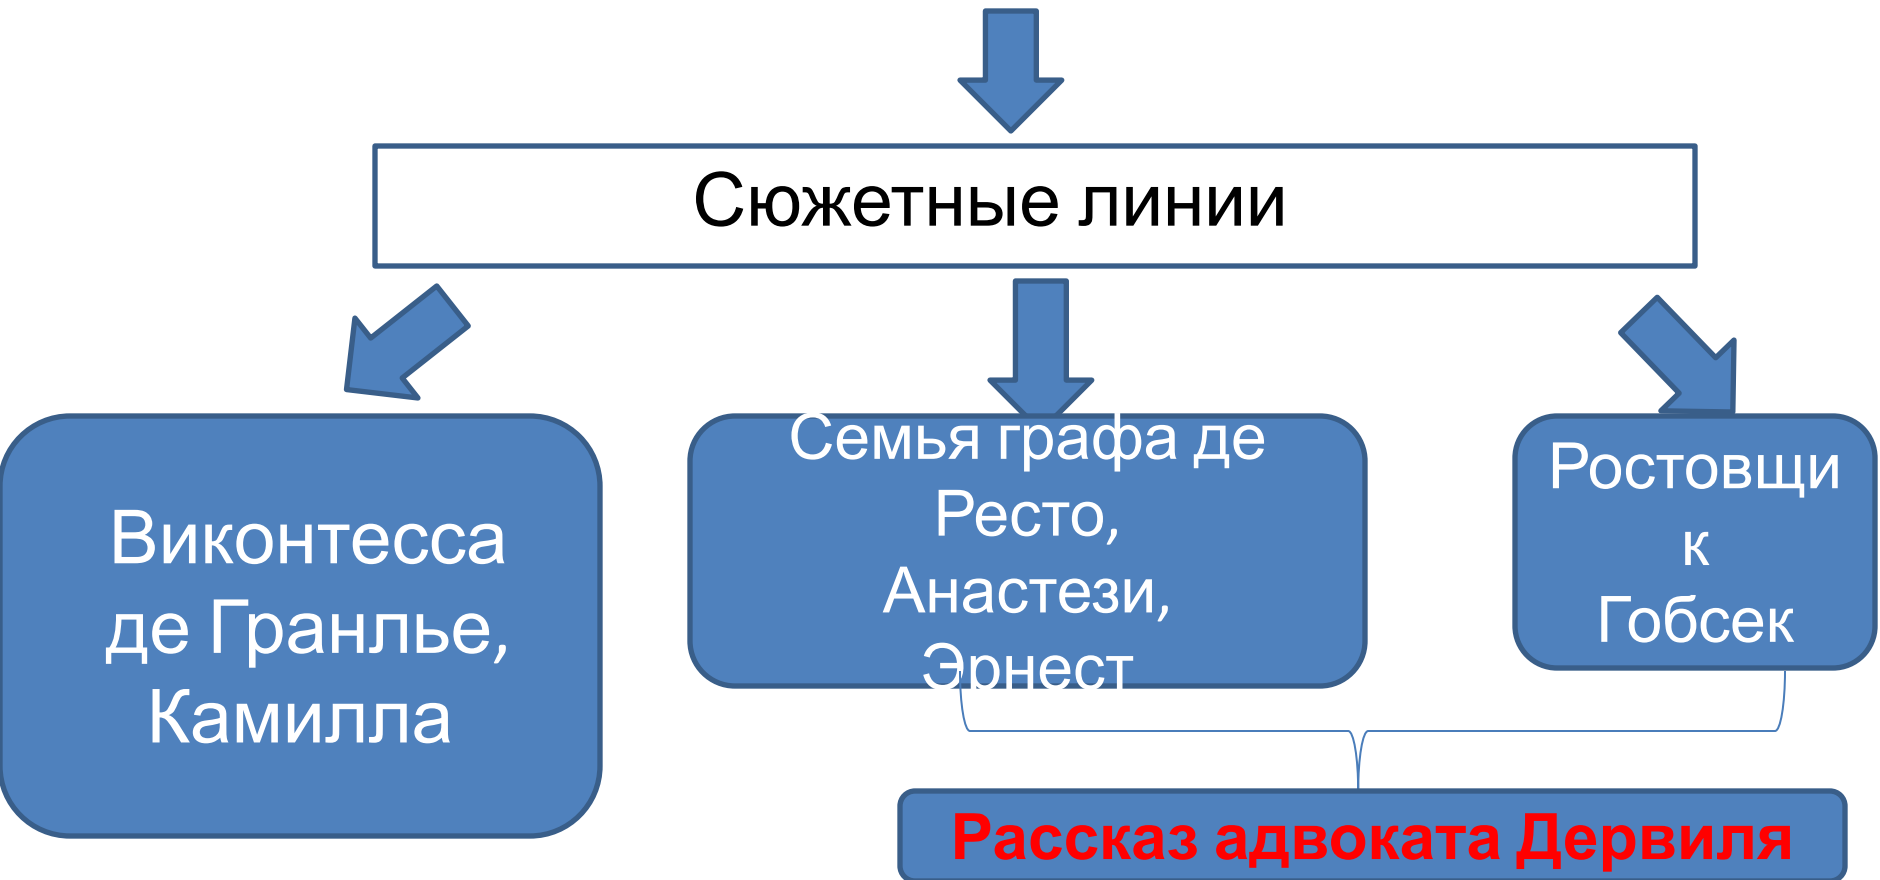 Сюжетные линии
Виконтесса
де Гранлье,
Камилла
Семья графа де
Ресто,
Анастези,
Эрнест
Ростовщи
к
Гобсек
Рассказ адвоката Дервиля